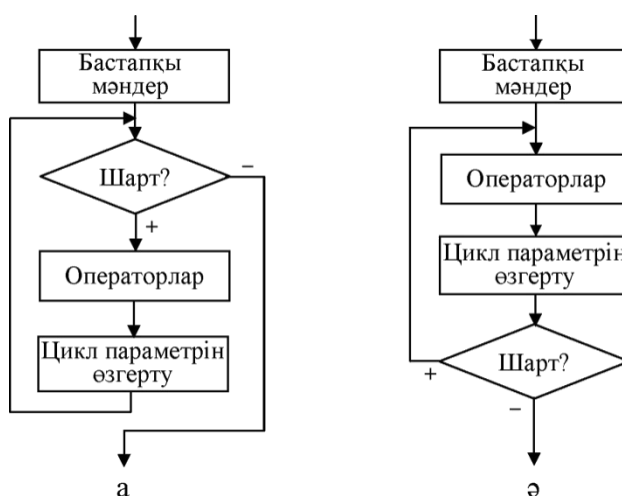 Бастапқы
мәндер
Шарт?
−
+
Операторлар
Цикл параметрін
өзгерту
а
Бастапқы
мәндер
Операторлар
Цикл параметрін
өзгерту
Шарт?
+
−
ә